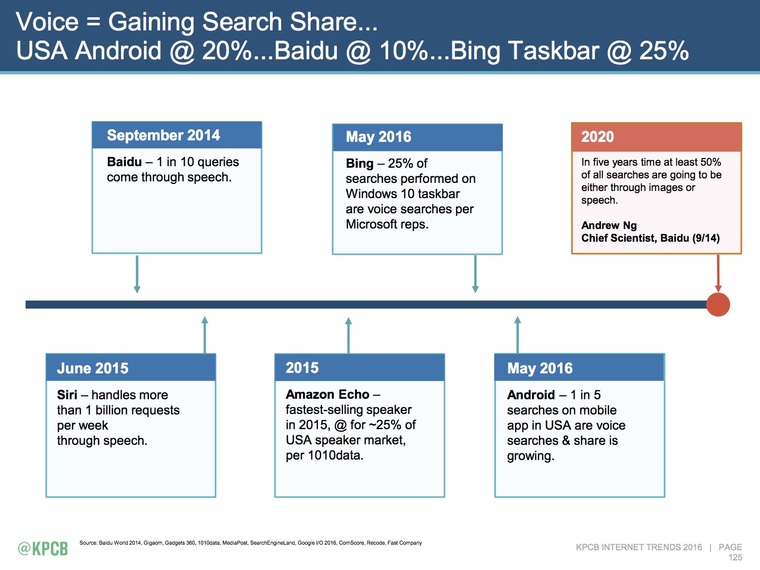 Voice = Gaining Search Share...
USA Android @ 20%...Baidu @ 10%...Bing Taskbar @ 25%
September 2014
Baidu – 1 in 10 queries
come through speech.
May 2016
Bing – 25% of
searches performed on
Windows 10 taskbar
are voice searches per
Microsoft reps.
2020
In five years time at least 50%
of all searches are going to be
either through images or
speech.
Andrew Ng
Chief Scientist, Baidu (9/14)
June 2015
Siri – handles more
than 1 billion requests
per week
through speech.
2015
Amazon Echo –
fastest-selling speaker
in 2015, @ for ~25% of
USA speaker market,
per 1010data.
May 2016
Android – 1 in 5
searches on mobile
app in USA are voice
searches & share is
growing.
@KPCB
Source: Baidu World 2014, Gigaom, Gadgets 360, 1010data, MediaPost, SearchEngineLand, Google I/O 2016, ComScore, Recode, Fast Company
KPCB INTERNET TRENDS 2016 | PAGE
125